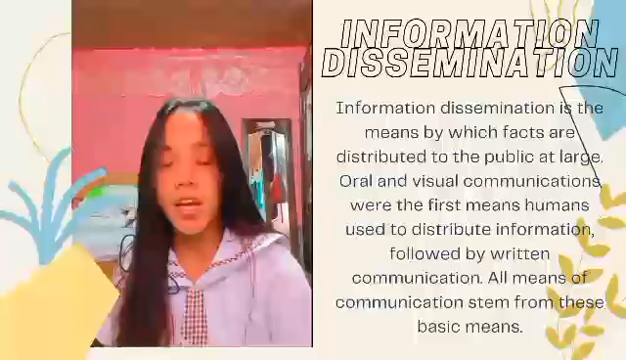 INFORMATION
DISSEMINATION
Information dissemination is the
means by which facts are
distributed to the public at large.
Oral and visual communications
were the first means humans
used to distribute information,
followed by written
communication. All means of
communication stem from these
basic means.